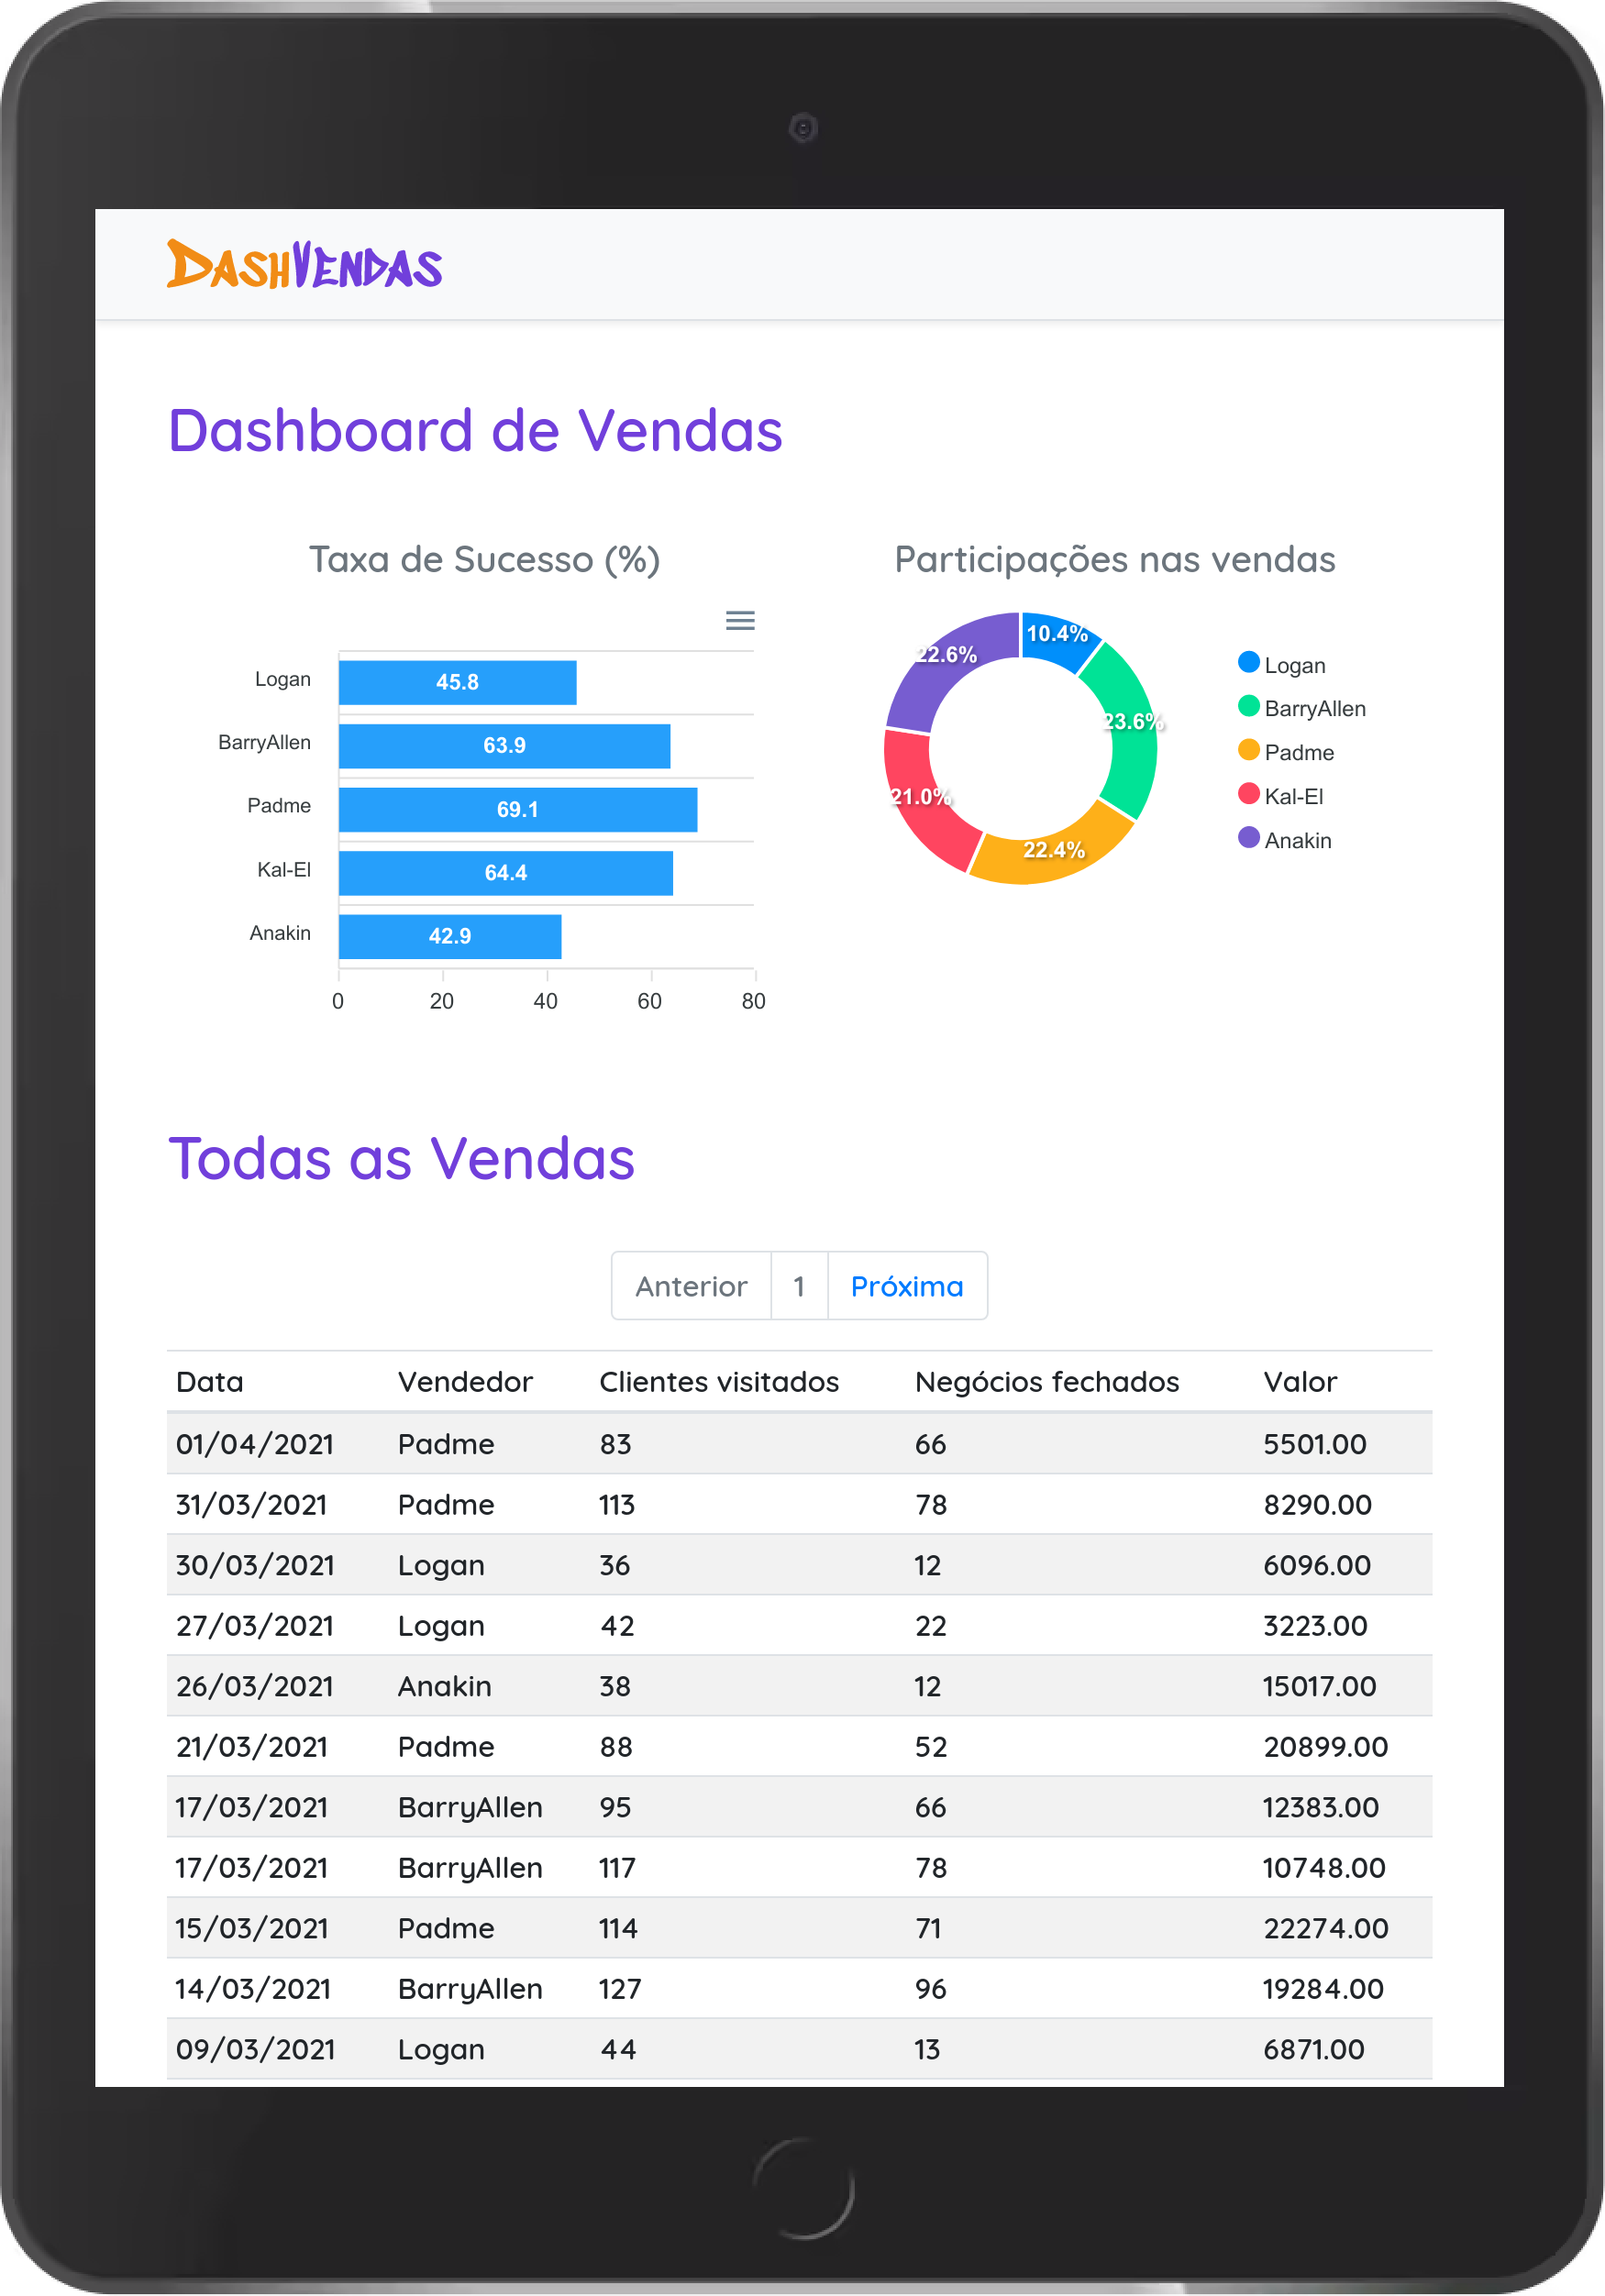 DASHVENDAS
Dashboard de Vendas
Taxa de Sucesso (%)
Logan 45.8
BarryAllen 63.9
Padme 69.1
Kal-El 64.4
Anakin 42.9
0 20 40 60 80
Participações nas vendas
10.4%
23.6%
22.4%
21.0%
22.6%
Logan
BarryAllen
Padme
Kal-El
Anakin
Todas as Vendas
Anterior 1 Próxima
Data Vendedor Clientes visitados Negócios fechados Valor
01/04/2021 Padme 83 66 5501.00
31/03/2021 Padme 113 78 8290.00
30/03/2021 Logan 36 12 6096.00
27/03/2021 Logan 42 22 3223.00
26/03/2021 Anakin 38 12 15017.00
21/03/2021 Padme 88 52 20899.00
17/03/2021 BarryAllen 95 66 12383.00
17/03/2021 BarryAllen 117 78 10748.00
15/03/2021 Padme 114 71 22274.00
14/03/2021 BarryAllen 127 96 19284.00
09/03/2021 Logan 44 13 6871.00